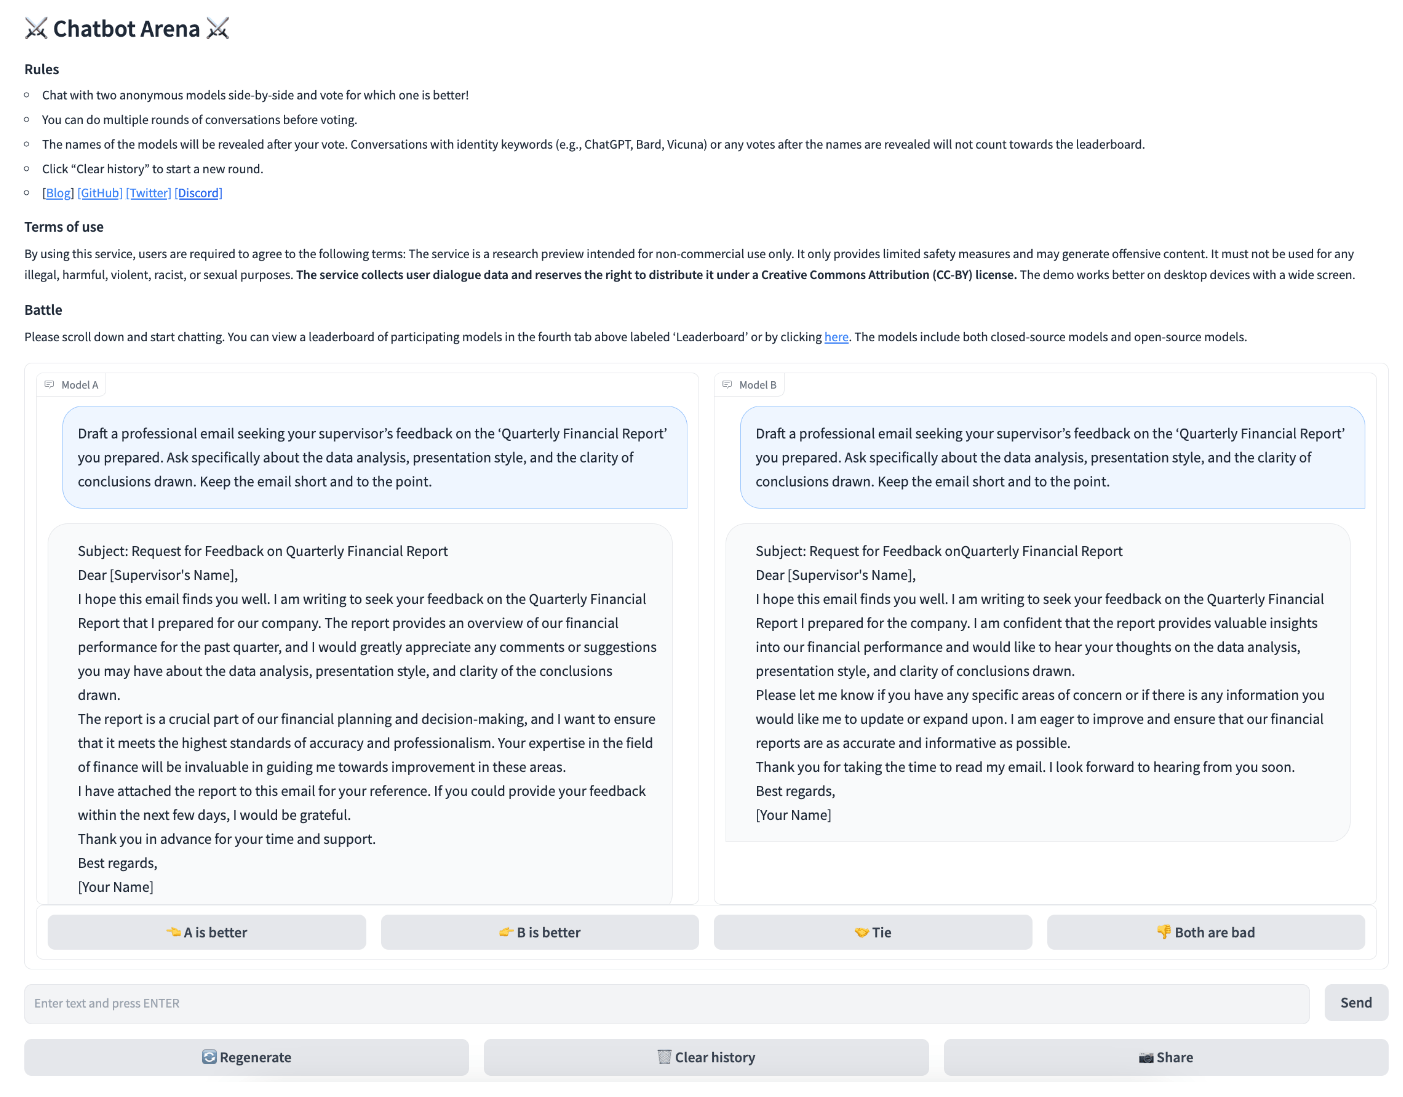 ⚔️ Chatbot Arena ⚔️
Rules
Chat with two anonymous models side-by-side and vote for which one is better!
You can do multiple rounds of conversations before voting.
The names of the models will be revealed after your vote. Conversations with identity keywords (e.g., ChatGPT, Bard, Vicuna) or any votes after the names are revealed will not count towards the leaderboard.
Click “Clear history” to start a new round.
[Blog] [GitHub] [Twitter] [Discord]
Terms of use
By using this service, users are required to agree to the following terms: The service is a research preview intended for non-commercial use only. It only provides limited safety measures and may generate offensive content. It must not be used for any
illegal, harmful, violent, racist, or sexual purposes. The service collects user dialogue data and reserves the right to distribute it under a Creative Commons Attribution (CC-BY) license. The demo works better on desktop devices with a wide screen.
Battle
Please scroll down and start chatting. You can view a leaderboard of participating models in the fourth tab above labeled ‘Leaderboard’ or by clicking here. The models include both closed-source models and open-source models.
Model A
Draft a professional email seeking your supervisor’s feedback on the ‘Quarterly Financial Report’
you prepared. Ask specifically about the data analysis, presentation style, and the clarity of
conclusions drawn. Keep the email short and to the point.
Subject: Request for Feedback on Quarterly Financial Report
Dear [Supervisor's Name],
I hope this email finds you well. I am writing to seek your feedback on the Quarterly Financial
Report that I prepared for our company. The report provides an overview of our financial
performance for the past quarter, and I would greatly appreciate any comments or suggestions
you may have about the data analysis, presentation style, and clarity of the conclusions
drawn.
The report is a crucial part of our financial planning and decision-making, and I want to ensure
that it meets the highest standards of accuracy and professionalism. Your expertise in the field
of finance will be invaluable in guiding me towards improvement in these areas.
I have attached the report to this email for your reference. If you could provide your feedback
within the next few days, I would be grateful.
Thank you in advance for your time and support.
Best regards,
[Your Name]
Model B
Draft a professional email seeking your supervisor’s feedback on the ‘Quarterly Financial Report’
you prepared. Ask specifically about the data analysis, presentation style, and the clarity of
conclusions drawn. Keep the email short and to the point.
Subject: Request for Feedback onQuarterly Financial Report
Dear [Supervisor's Name],
I hope this email finds you well. I am writing to seek your feedback on the Quarterly Financial
Report I prepared for the company. I am confident that the report provides valuable insights
into our financial performance and would like to hear your thoughts on the data analysis,
presentation style, and clarity of conclusions drawn.
Please let me know if you have any specific areas of concern or if there is any information you
would like me to update or expand upon. I am eager to improve and ensure that our financial
reports are as accurate and informative as possible.
Thank you for taking the time to read my email. I look forward to hearing from you soon.
Best regards,
[Your Name]
👈 A is better
👉 B is better
🤝 Tie
👎 Both are bad
Enter text and press ENTER
Send
🔄 Regenerate
🗑️ Clear history
📷 Share